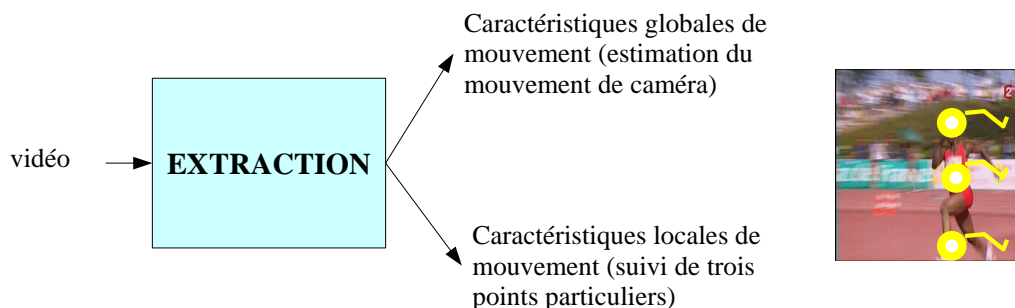 Caractéristiques globales de
mouvement (estimation du
mouvement de caméra)
vidéo
EXTRACTION
Caractéristiques locales de
mouvement (suivi de trois
points particuliers)
2